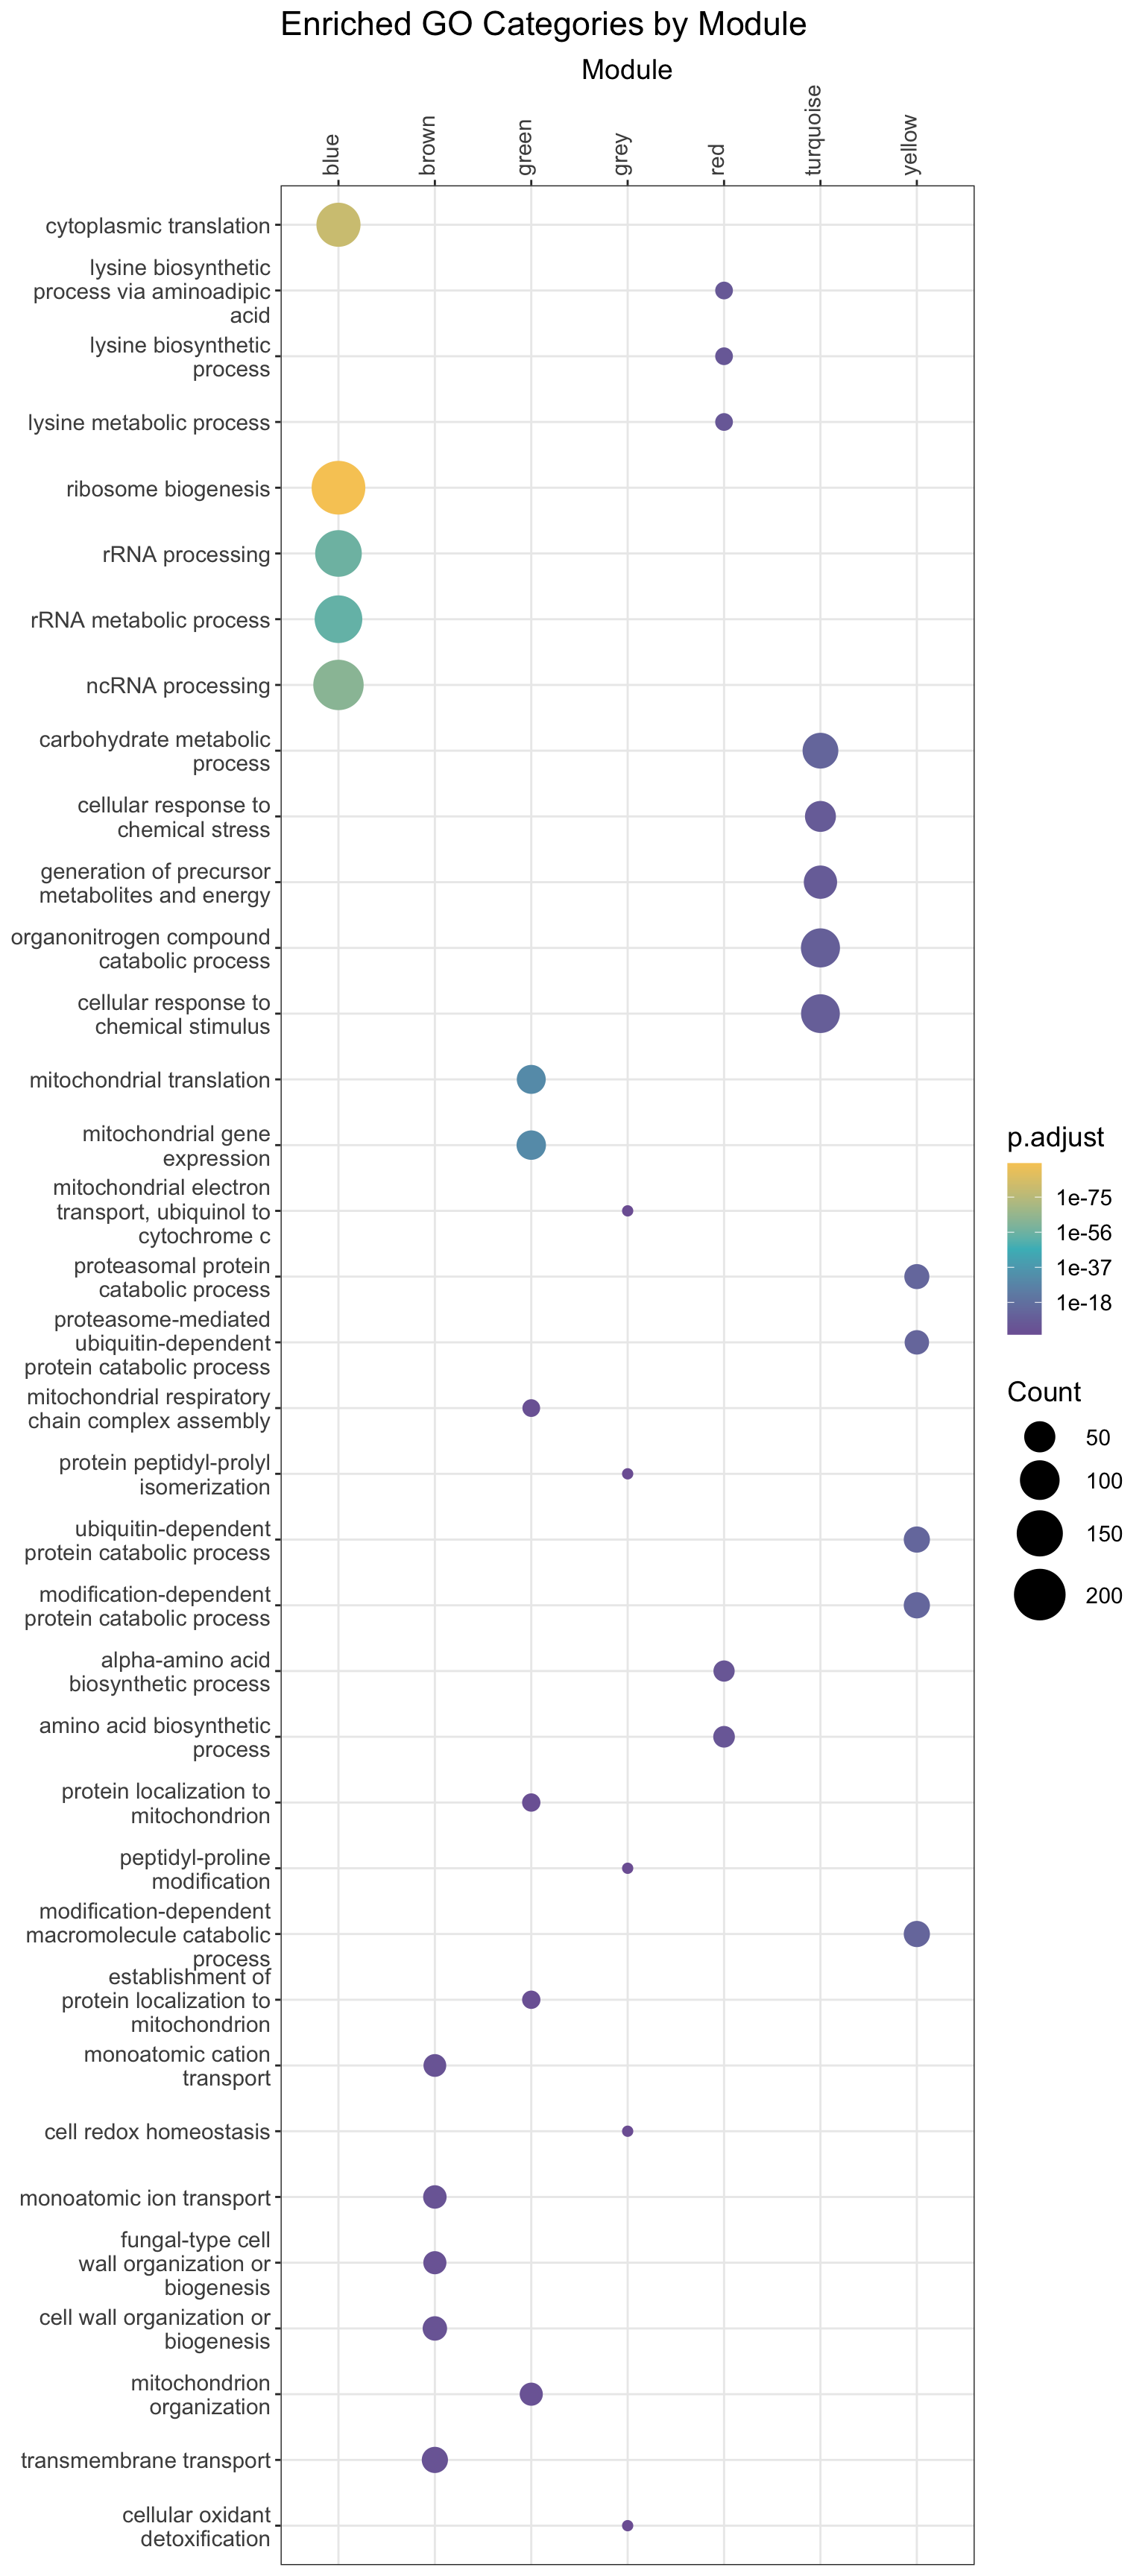 Enriched GO Categories by Module
Module
blue
brown
green
grey
red
turquoise
yellow
cytoplasmic translation
lysine biosynthetic
process via aminoadipic
acid
lysine biosynthetic
process
lysine metabolic process
ribosome biogenesis
rRNA processing
rRNA metabolic process
ncRNA processing
carbohydrate metabolic
process
cellular response to
chemical stress
generation of precursor
metabolites and energy
organonitrogen compound
catabolic process
cellular response to
chemical stimulus
mitochondrial translation
mitochondrial gene
expression
mitochondrial electron
transport, ubiquinol to
cytochrome c
proteasomal protein
catabolic process
proteasome-mediated
ubiquitin-dependent
protein catabolic process
mitochondrial respiratory
chain complex assembly
protein peptidyl-prolyl
isomerization
ubiquitin-dependent
protein catabolic process
modification-dependent
protein catabolic process
alpha-amino acid
biosynthetic process
amino acid biosynthetic
process
protein localization to
mitochondrion
peptidyl-proline
modification
modification-dependent
macromolecule catabolic
process
establishment of
protein localization to
mitochondrion
monoatomic cation
transport
cell redox homeostasis
monoatomic ion transport
fungal-type cell
wall organization or
biogenesis
cell wall organization or
biogenesis
mitochondrion
organization
transmembrane transport
cellular oxidant
detoxification
p.adjust
1e-75
1e-56
1e-37
1e-18
Count
50
100
150
200